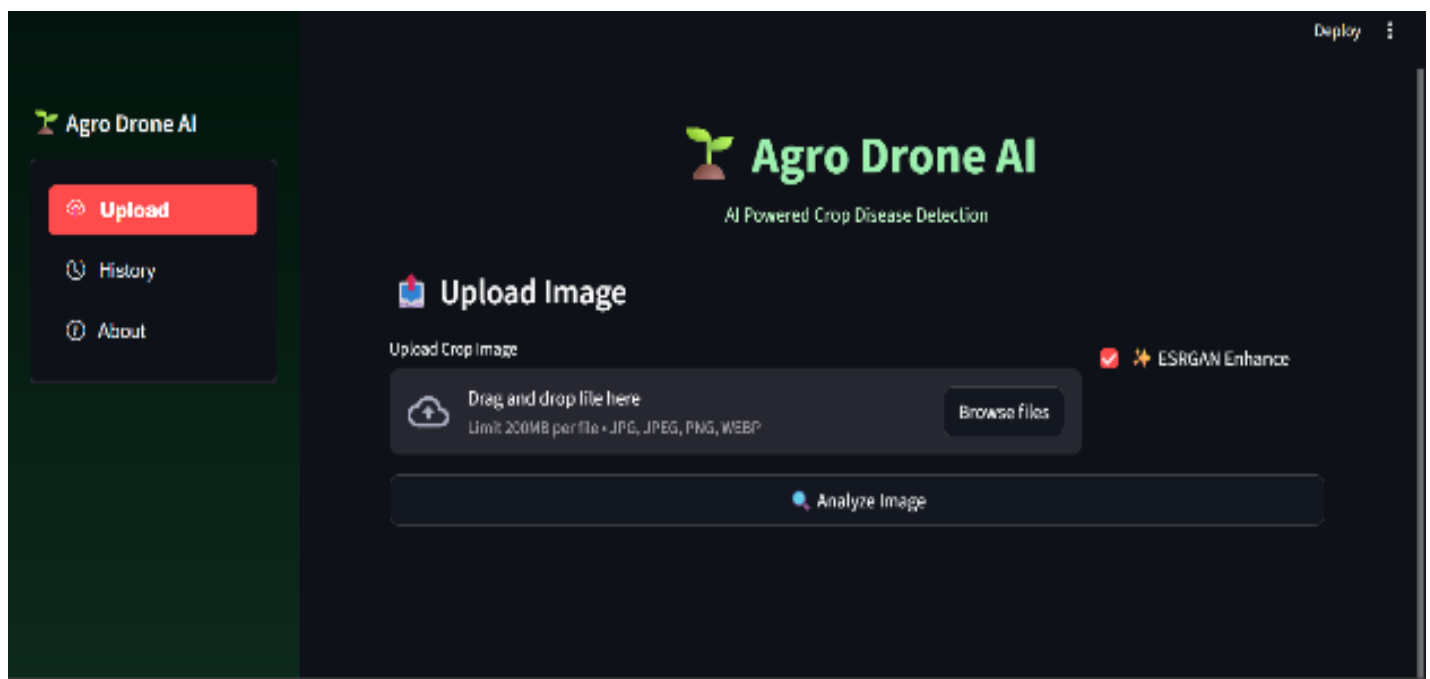 Deploy
Agro Drone AI
Upload
History
About
Agro Drone AI
AI Powered Crop Disease Detection
Upload Image
Upload Crop Image
Drag and drop file here
Limit 200MB per file • JPG, JPEG, PNG, WEBP
Browse files
ESRGAN Enhance
Analyze Image